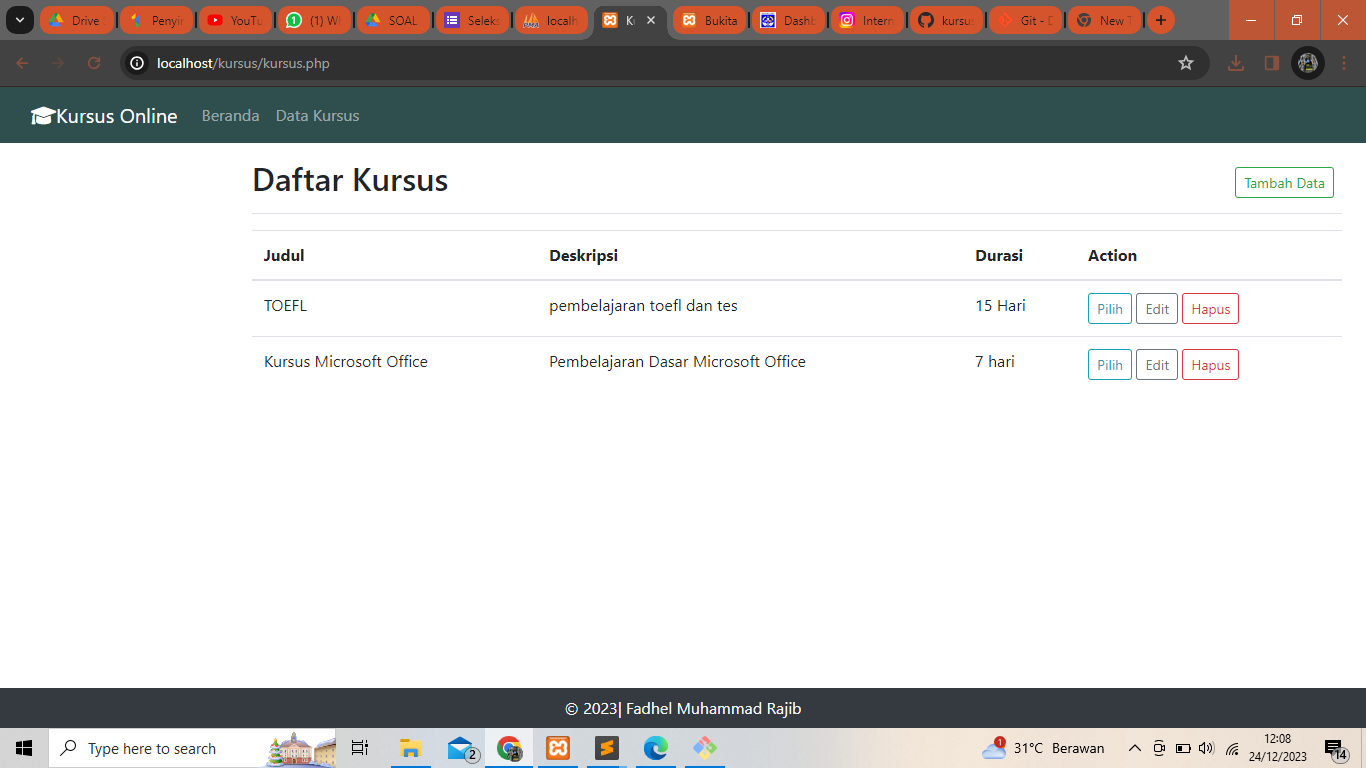 Drive
Penyir
YouTu
(1) W
SOAL
Seleks
localh
K
Bukita
Dashb
Intern
kursus
Git - D
New T
localhost/kursus/kursus.php
Kursus Online Beranda Data Kursus
Daftar Kursus
Tambah Data
Judul Deskripsi Durasi Action
TOEFL pembelajaran toefl dan tes 15 Hari Pilih Edit Hapus
Kursus Microsoft Office Pembelajaran Dasar Microsoft Office 7 hari Pilih Edit Hapus
© 2023| Fadhel Muhammad Rajib
Type here to search
2
1
31°C Berawan
12:08
24/12/2023
14